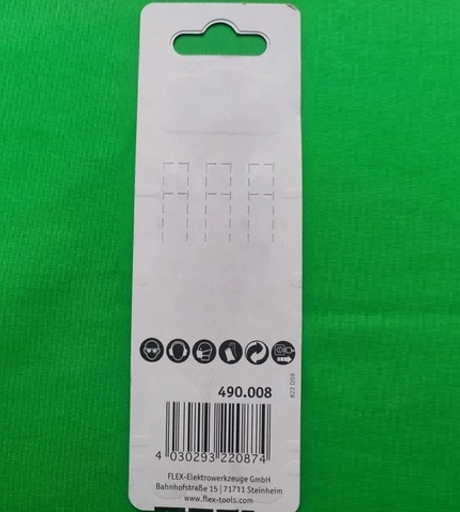 490.008
822.059
4 030293 220874
FLEX-Elektrowerkzeuge GmbH
Bahnhofstraße 15 | 71711 Steinheim
www.flex-tools.com